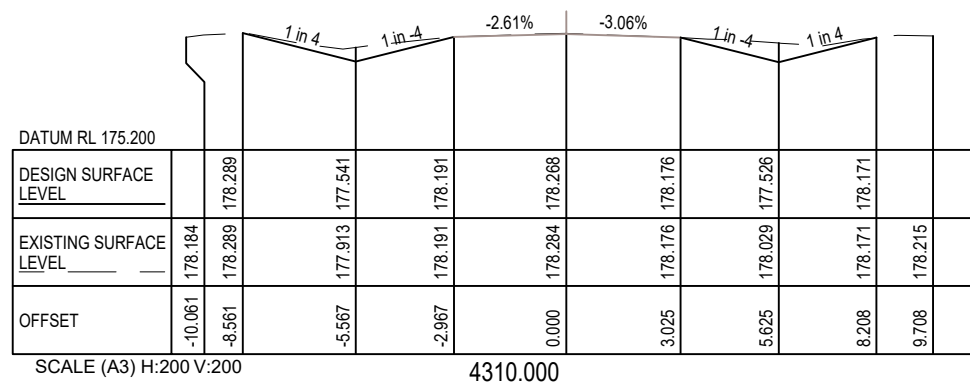 -2.61% -3.06%
1 in 4 1 in -4 1 in -4 1 in 4
DATUM RL 175.200
DESIGN SURFACE
LEVEL
178.289 177.541 178.191 178.268 178.176 177.526 178.171
EXISTING SURFACE
LEVEL
178.184 178.289 177.913 178.191 178.284 178.176 178.029 178.171 178.215
OFFSET
-10.061 -8.561 -5.567 -2.967 0.000 3.025 5.625 8.208 9.708
SCALE (A3) H:200 V:200
4310.000